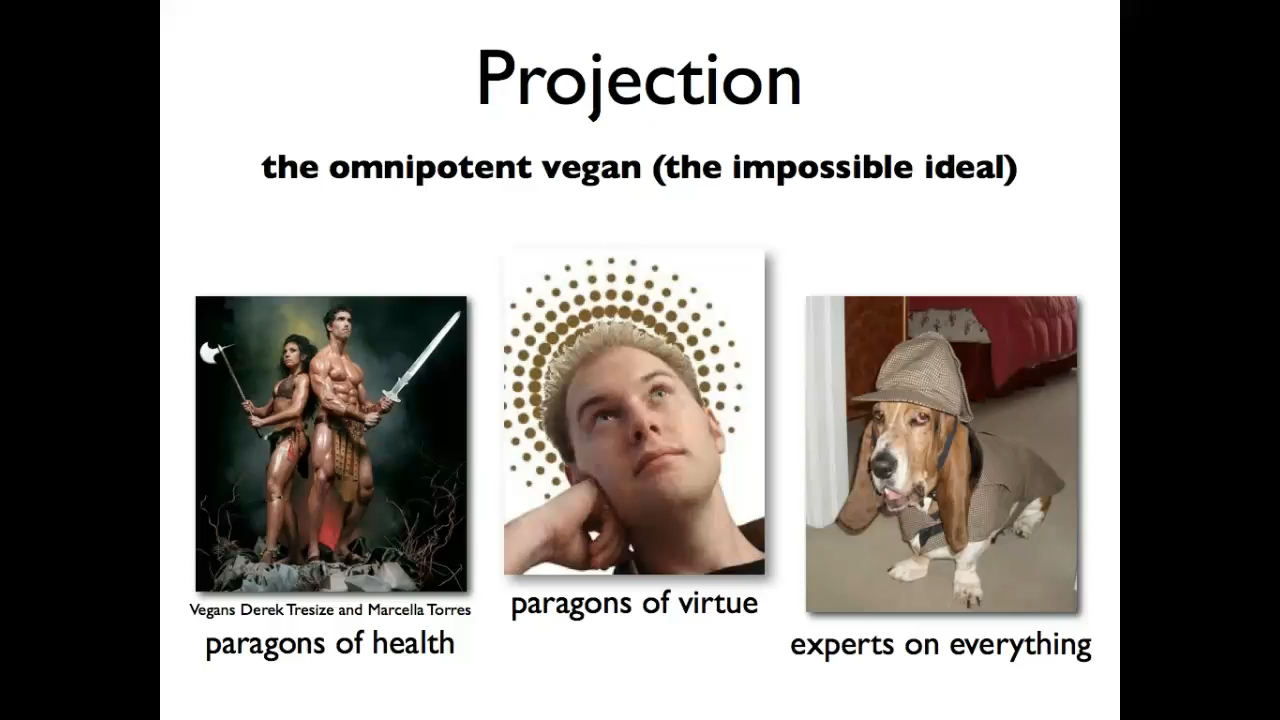 Projection
the omnipotent vegan (the impossible ideal)
Vegans Derek Tresize and Marcella Torres
paragons of health
paragons of virtue
experts on everything